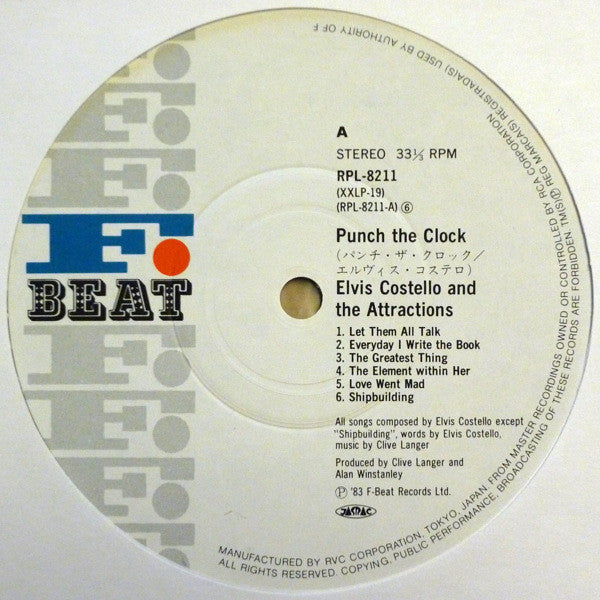 F.
BEAT
A
STEREO 33⅓ RPM
RPL-8211
(XXLP-19)
(RPL-8211-A) ⑥
Punch the Clock
(パンチ・ザ・クロック/
エルヴィス・コステロ)
Elvis Costello and
the Attractions
1. Let Them All Talk
2. Everyday I Write the Book
3. The Greatest Thing
4. The Element within Her
5. Love Went Mad
6. Shipbuilding
All songs composed by Elvis Costello except
"Shipbuilding", words by Elvis Costello,
music by Clive Langer
Produced by Clive Langer and
Alan Winstanley
Ⓟ '83 F-Beat Records Ltd.
JASRAC
MANUFACTURED BY RVC CORPORATION, TOKYO, JAPAN. FROM MASTER RECORDINGS OWNED OR CONTROLLED BY RCA CORPORATION
ALL RIGHTS RESERVED. COPYING, PUBLIC PERFORMANCE, BROADCASTING OF THESE RECORDS ARE FORBIDDEN. TM(S)Ⓟ REG MARCA(S) REGISTRADA(S) USED BY AUTHORITY OF F